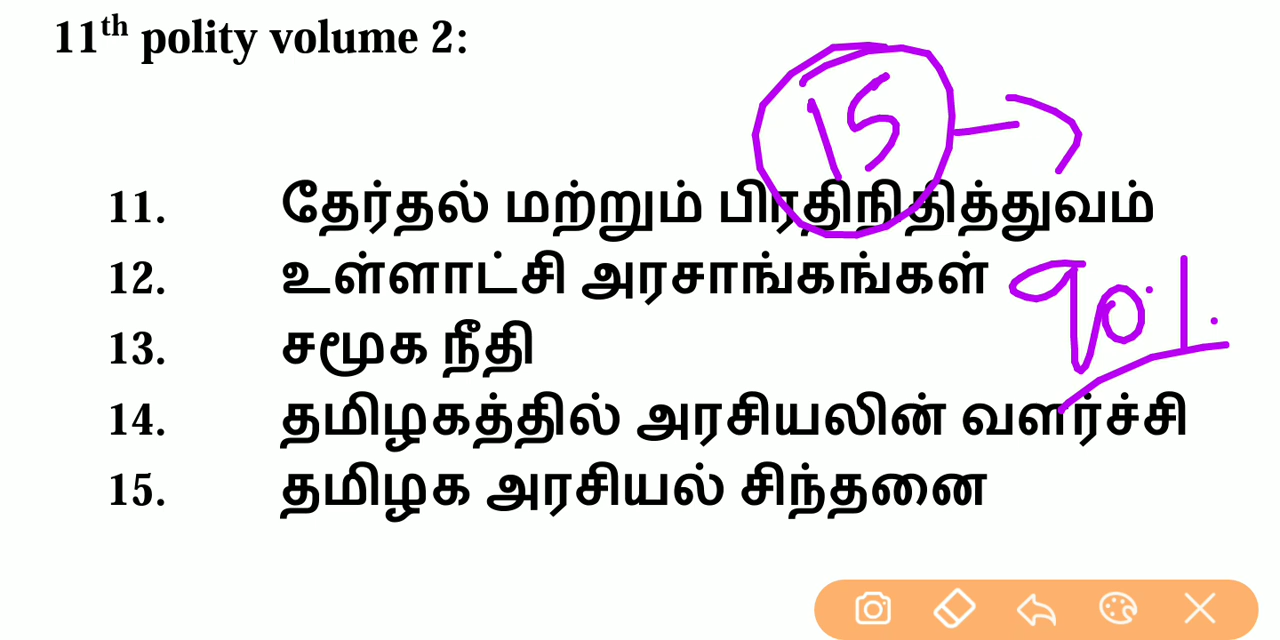 11th polity volume 2:
15
11. தேர்தல் மற்றும் பிரதிநிதித்துவம்
12. உள்ளாட்சி அரசாங்கங்கள்
90%
13. சமூக நீதி
14. தமிழகத்தில் அரசியலின் வளர்ச்சி
15. தமிழக அரசியல் சிந்தனை